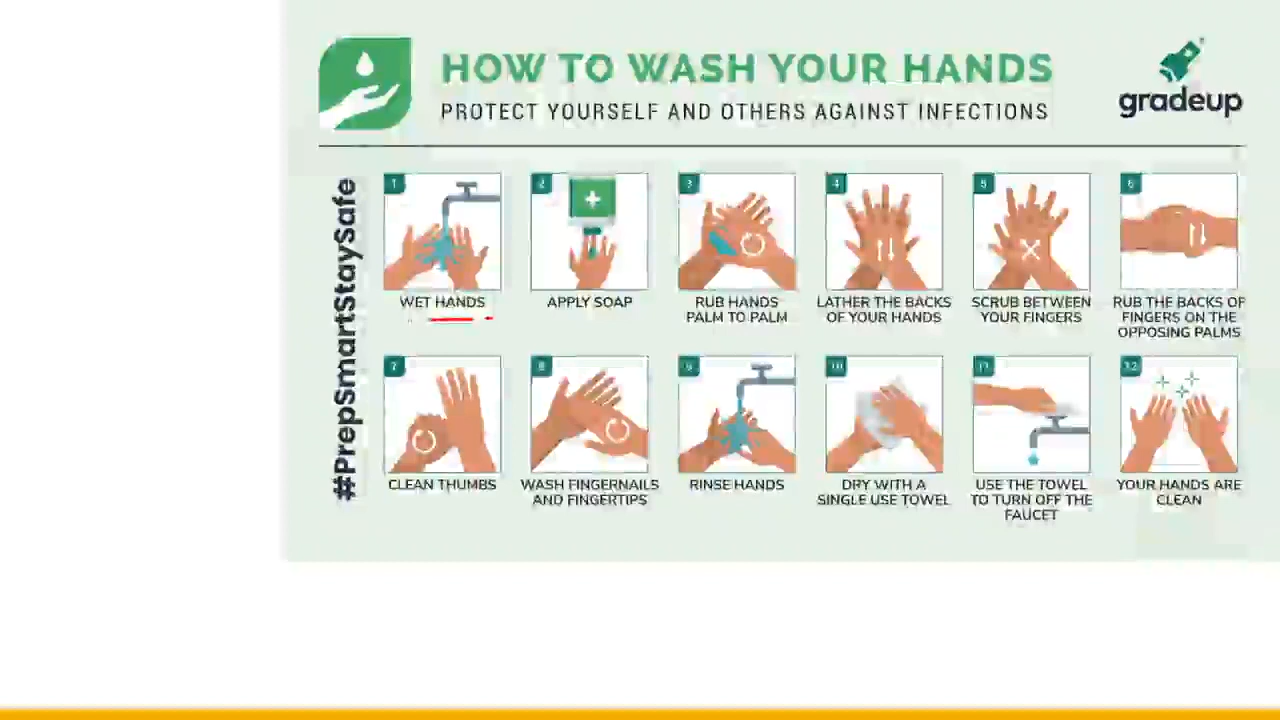 HOW TO WASH YOUR HANDS
PROTECT YOURSELF AND OTHERS AGAINST INFECTIONS
gradeup
#PrepSmartStaySafe
1
WET HANDS
2
APPLY SOAP
3
RUB HANDS
PALM TO PALM
4
LATHER THE BACKS
OF YOUR HANDS
5
SCRUB BETWEEN
YOUR FINGERS
6
RUB THE BACKS OF
FINGERS ON THE
OPPOSING PALMS
7
CLEAN THUMBS
8
WASH FINGERNAILS
AND FINGERTIPS
9
RINSE HANDS
10
DRY WITH A
SINGLE USE TOWEL
11
USE THE TOWEL
TO TURN OFF THE
FAUCET
12
YOUR HANDS ARE
CLEAN